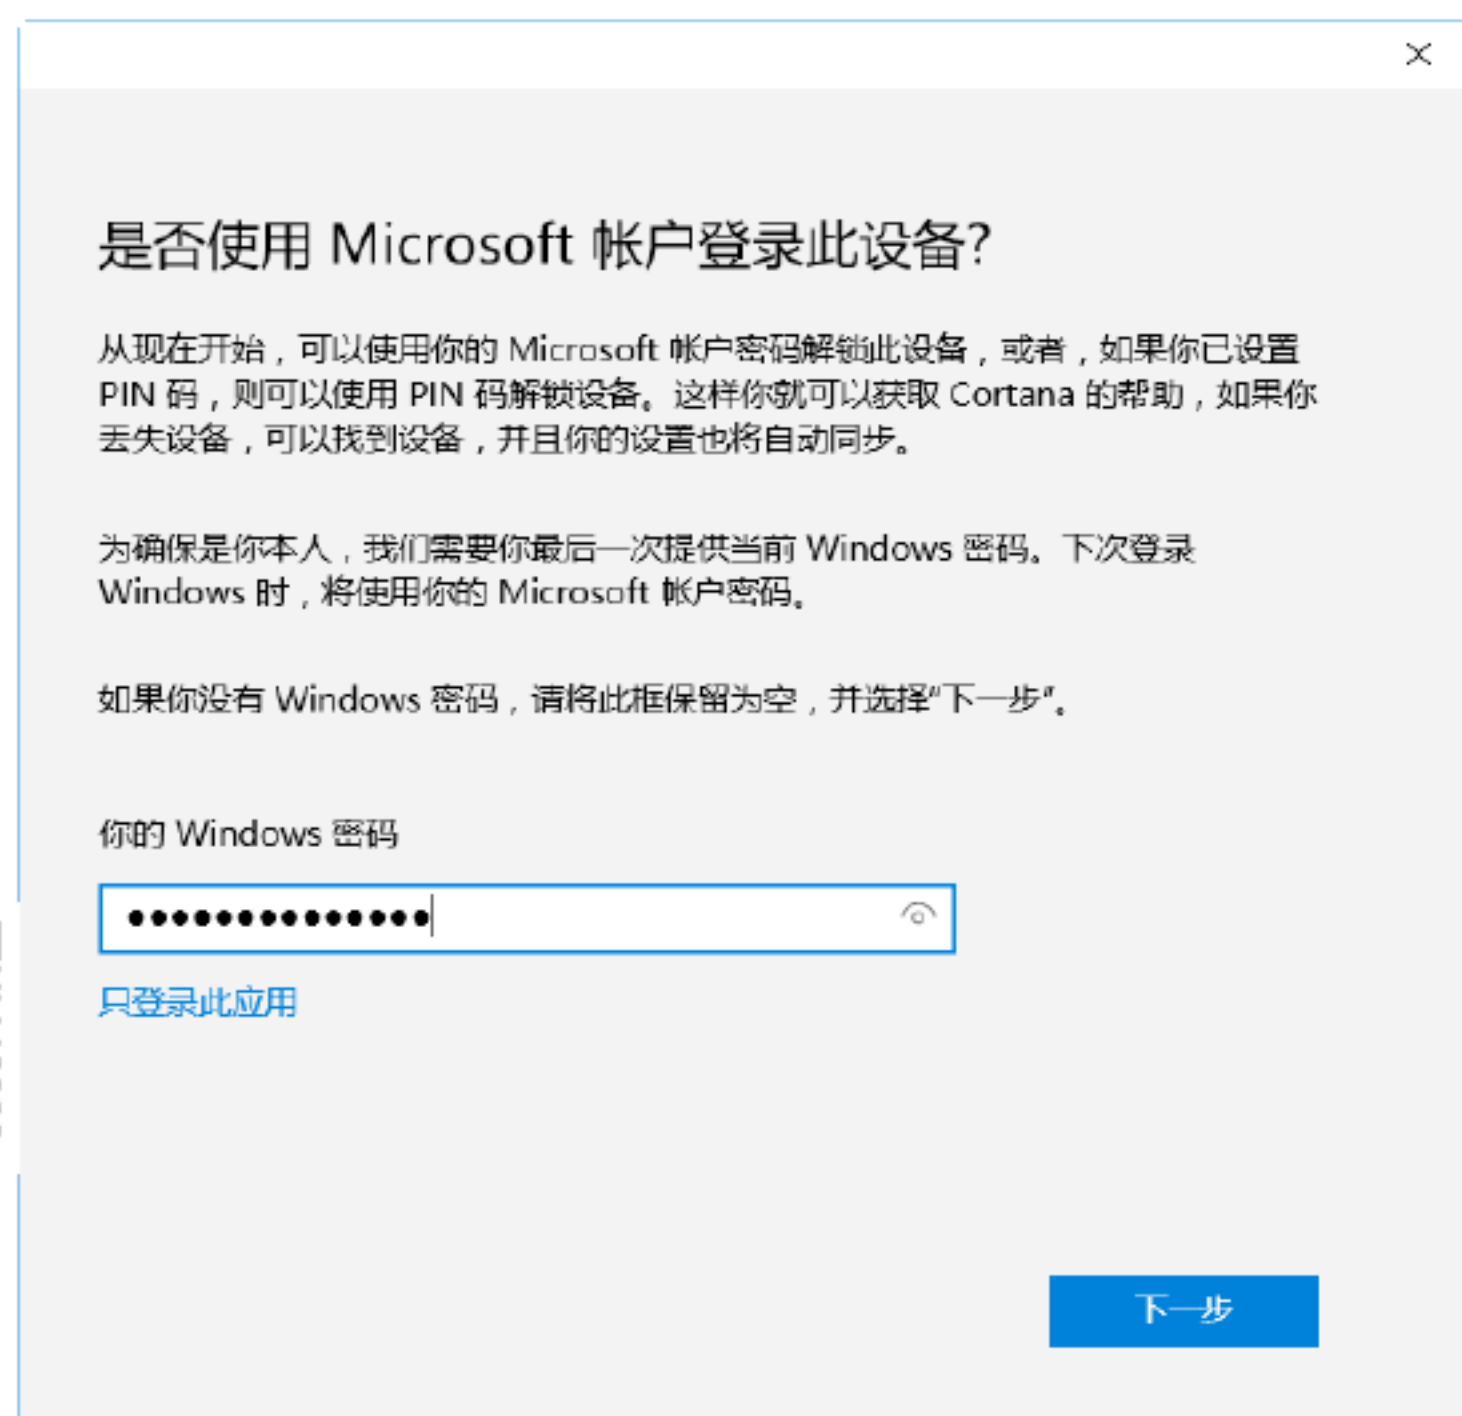 是否使用 Microsoft 帐户登录此设备?
从现在开始，可以使用你的 Microsoft 帐户密码解锁此设备，或者，如果你已设置
PIN 码，则可以使用 PIN 码解锁设备。这样你就可以获取 Cortana 的帮助，如果你
丢失设备，可以找到设备，并且你的设置也将自动同步。
为确保是你本人，我们需要你最后一次提供当前 Windows 密码。下次登录
Windows 时，将使用你的 Microsoft 帐户密码。
如果你没有 Windows 密码，请将此框保留为空，并选择“下一步”。
你的 Windows 密码
●●●●●●●●●●●●●●
只登录此应用
下一步